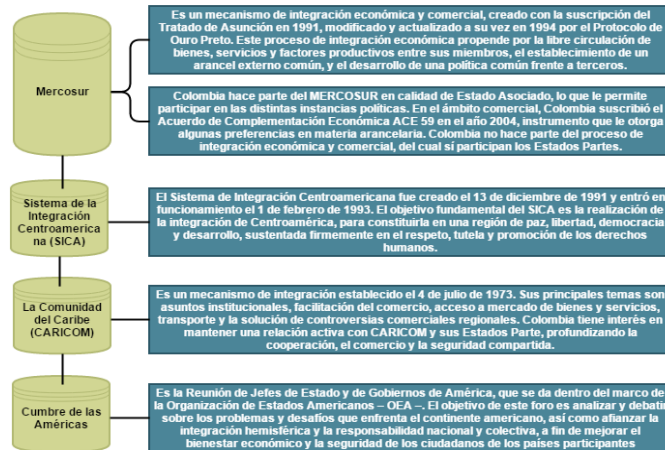 Mercosur
Es un mecanismo de integración económica y comercial, creado con la suscripción del
Tratado de Asunción en 1991, modificado y actualizado a su vez en 1994 por el Protocolo de
Ouro Preto. Este proceso de integración económica propende por la libre circulación de
bienes, servicios y factores productivos entre sus miembros, el establecimiento de un
arancel externo común, y el desarrollo de una política común frente a terceros.
Colombia hace parte del MERCOSUR en calidad de Estado Asociado, lo que le permite
participar en las distintas instancias políticas. En el ámbito comercial, Colombia suscribió el
Acuerdo de Complementación Económica ACE 59 en el año 2004, instrumento que le otorga
algunas preferencias en materia arancelaria. Colombia no hace parte del proceso de
integración económica y comercial, del cual sí participan los Estados Partes.
Sistema de la
Integración
Centroamerica
na (SICA)
El Sistema de Integración Centroamericana fue creado el 13 de diciembre de 1991 y entró en
funcionamiento el 1 de febrero de 1993. El objetivo fundamental del SICA es la realización de
la integración de Centroamérica, para constituirla en una región de paz, libertad, democracia
y desarrollo, sustentada firmemente en el respeto, tutela y promoción de los derechos
humanos.
La Comunidad
del Caribe
(CARICOM)
Es un mecanismo de integración establecido el 4 de julio de 1973. Sus principales temas son
asuntos institucionales, facilitación del comercio, acceso a mercado de bienes y servicios,
transporte y la solución de controversias comerciales regionales. Colombia tiene interés en
mantener una relación activa con CARICOM y sus Estados Parte, profundizando la
cooperación, el comercio y la seguridad compartida.
Cumbre de las
Américas
Es la Reunión de Jefes de Estado y de Gobiernos de América, que se da dentro del marco de
la Organización de Estados Americanos – OEA –. El objetivo de este foro es analizar y debatir
sobre los problemas y desafíos que enfrenta el continente americano, así como afianzar la
integración hemisférica y la responsabilidad nacional y colectiva, a fin de mejorar el
bienestar económico y la seguridad de los ciudadanos de los países participantes